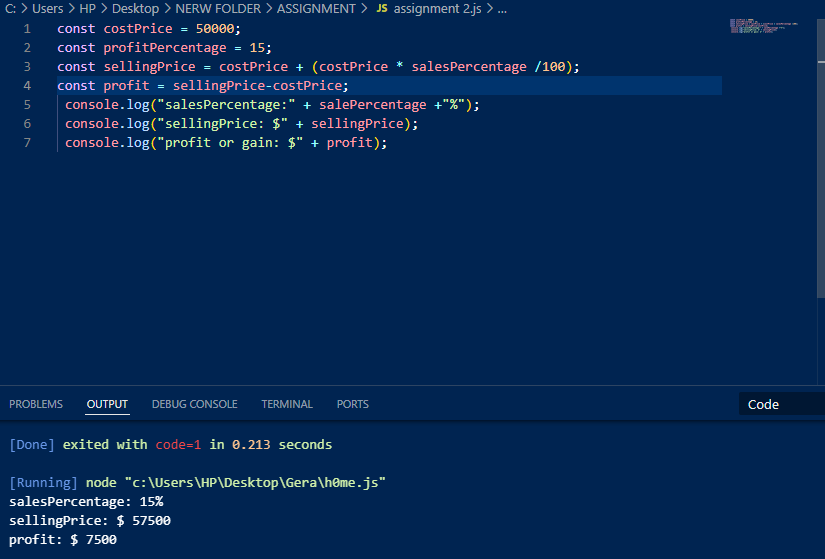 C: > Users > HP > Desktop > NERW FOLDER > ASSIGNMENT > JS assignment 2.js > ...
1 const costPrice = 50000;
2 const profitPercentage = 15;
3 const sellingPrice = costPrice + (costPrice * salesPercentage /100);
4 const profit = sellingPrice-costPrice;
5 console.log("salesPercentage:" + salePercentage +"%");
6 console.log("sellingPrice: $" + sellingPrice);
7 console.log("profit or gain: $" + profit);
PROBLEMS OUTPUT DEBUG CONSOLE TERMINAL PORTS Code
[Done] exited with code=1 in 0.213 seconds
[Running] node "c:\Users\HP\Desktop\Gera\h0me.js"
salesPercentage: 15%
sellingPrice: $ 57500
profit: $ 7500